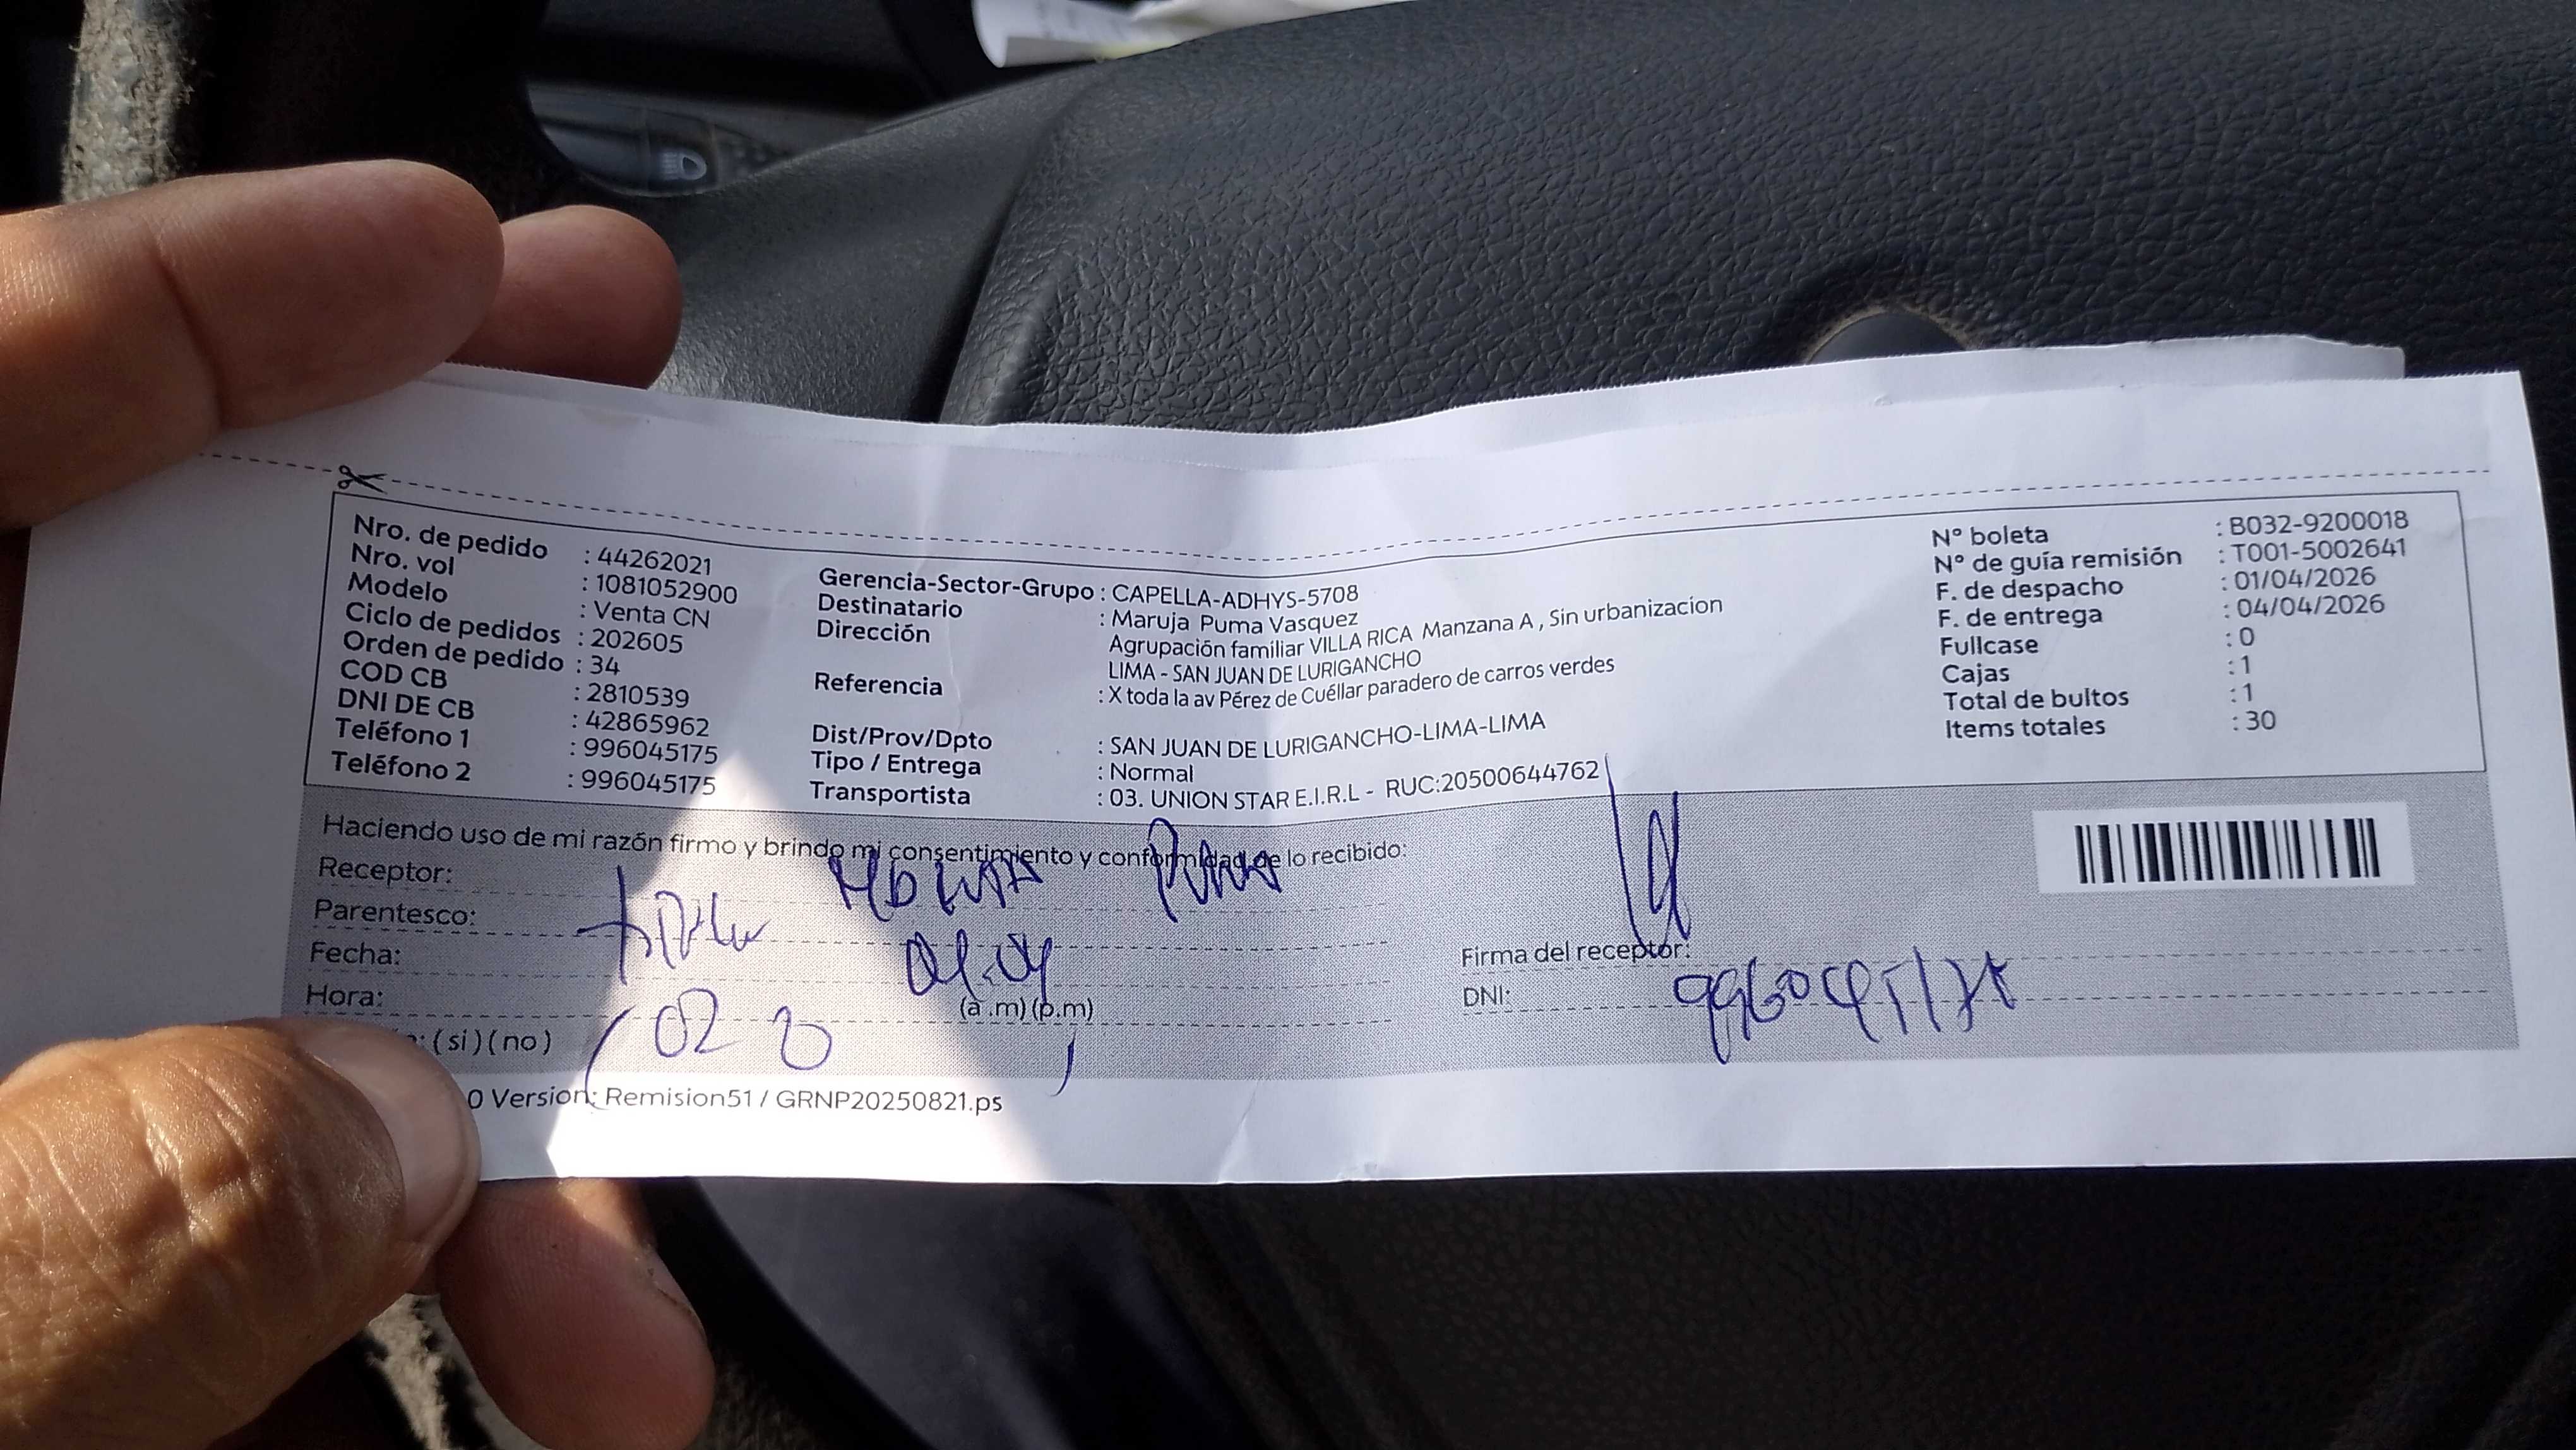 Nro. de pedido : 44262021
Nro. vol : 1081052900
Modelo : Venta CN
Ciclo de pedidos : 202605
Orden de pedido : 34
COD CB : 2810539
DNI DE CB : 42865962
Teléfono 1 : 996045175
Teléfono 2 : 996045175
Gerencia-Sector-Grupo : CAPELLA-ADHYS-5708
Destinatario : Maruja Puma Vasquez
Dirección Agrupación familiar VILLA RICA Manzana A , Sin urbanizacion
LIMA - SAN JUAN DE LURIGANCHO
Referencia : X toda la av Pérez de Cuéllar paradero de carros verdes
Dist/Prov/Dpto : SAN JUAN DE LURIGANCHO-LIMA-LIMA
Tipo / Entrega : Normal
Transportista : 03. UNION STAR E.I.R.L - RUC:20500644762
N° boleta : B032-9200018
N° de guía remisión : T001-5002641
F. de despacho : 01/04/2026
F. de entrega : 04/04/2026
Fullcase : 0
Cajas : 1
Total de bultos : 1
Items totales : 30
Haciendo uso de mi razón firmo y brindo mi consentimiento y conformidad de lo recibido:
Receptor:
Parentesco:
Fecha:
Hora: (a .m) (p.m)
: ( si ) ( no )
Firma del receptor:
DNI: 996045175
0 Version: Remision51 / GRNP20250821.ps